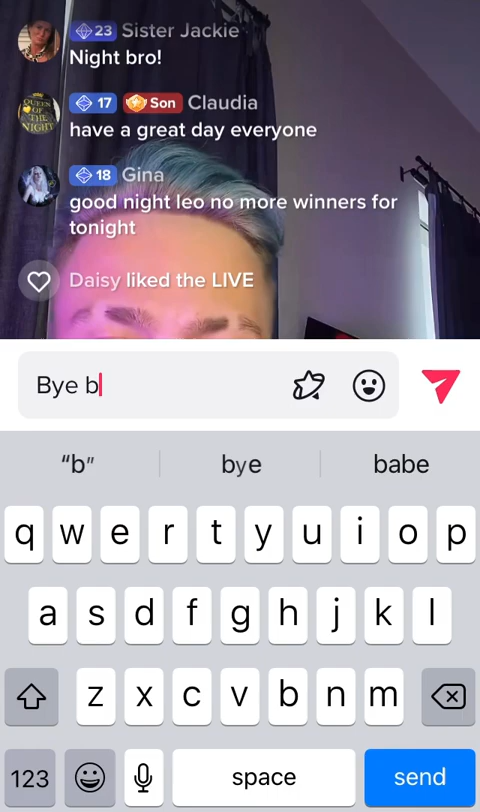 23 Sister Jackie
Night bro!
17 Son Claudia
have a great day everyone
18 Gina
good night leo no more winners for
tonight
Daisy liked the LIVE
QUEEN
OF
THE
NIGHT
Bye b
“b” bye babe
q w e r t y u i o p
a s d f g h j k l
z x c v b n m
123 space send